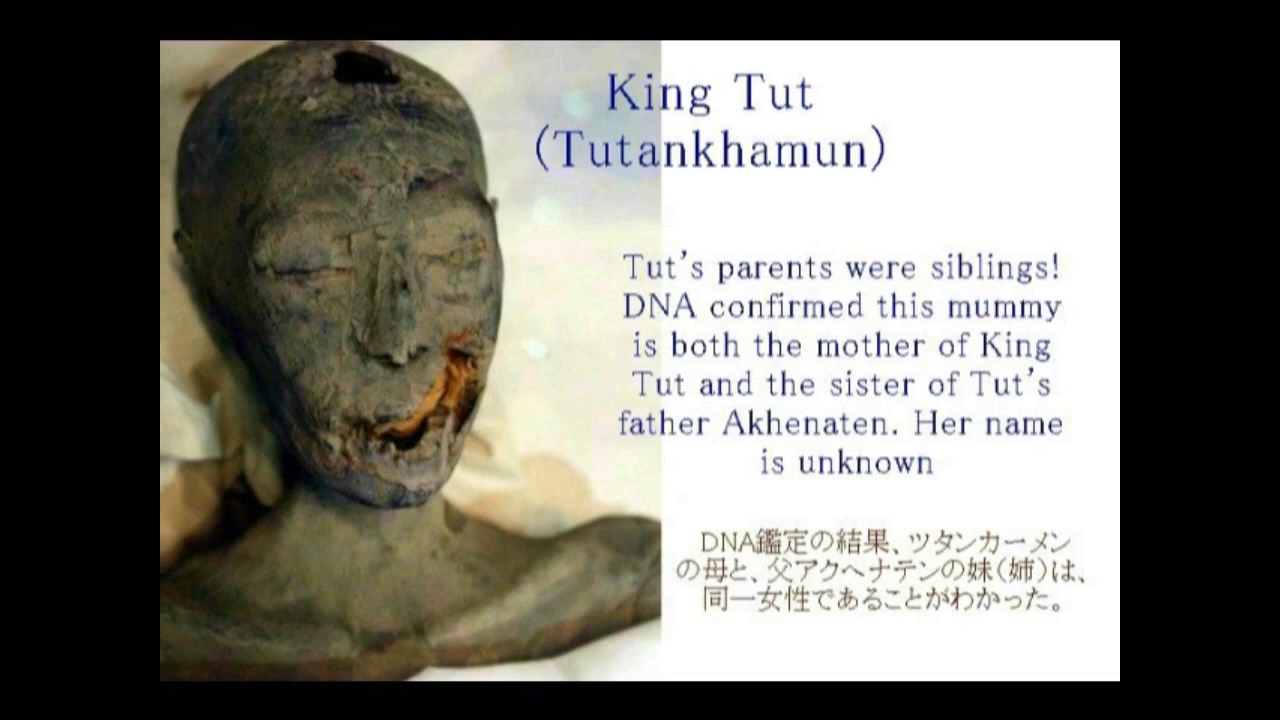 King Tut
(Tutankhamun)
Tut's parents were siblings!
DNA confirmed this mummy
is both the mother of King
Tut and the sister of Tut's
father Akhenaten. Her name
is unknown
DNA鑑定の結果、ツタンカーメン
の母と、父アクヘナテンの妹(姉)は、
同一女性であることがわかった。